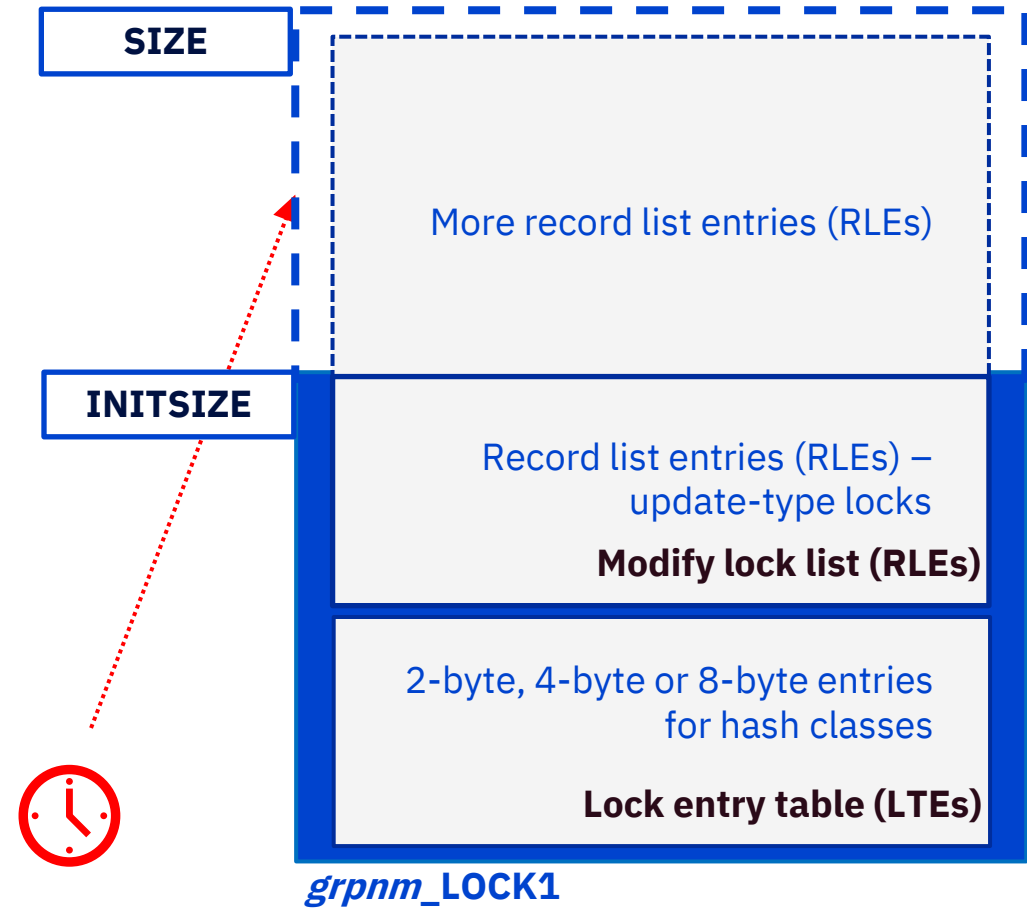 SIZE
More record list entries (RLEs)
INITSIZE
Record list entries (RLEs) –
update-type locks
Modify lock list (RLEs)
2-byte, 4-byte or 8-byte entries
for hash classes
Lock entry table (LTEs)
grpnm_LOCK1